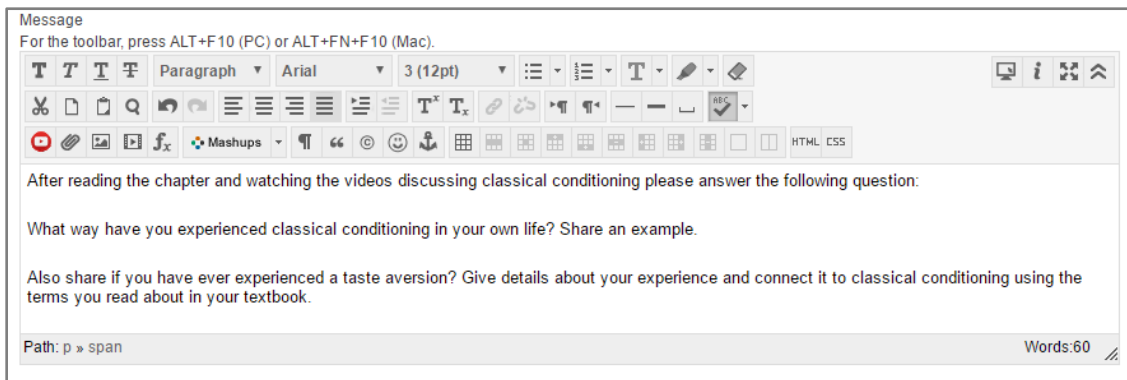 Message
For the toolbar, press ALT+F10 (PC) or ALT+FN+F10 (Mac).
T T T T Paragraph Arial 3 (12pt) T
T x T x ABC
fx Mashups ¶ “ © HTML CSS
After reading the chapter and watching the videos discussing classical conditioning please answer the following question:
What way have you experienced classical conditioning in your own life? Share an example.
Also share if you have ever experienced a taste aversion? Give details about your experience and connect it to classical conditioning using the
terms you read about in your textbook.
Path: p » span Words:60